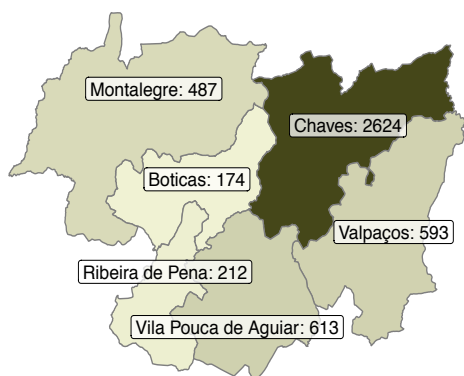 Montalegre: 487
Chaves: 2624
Boticas: 174
Valpaços: 593
Ribeira de Pena: 212
Vila Pouca de Aguiar: 613